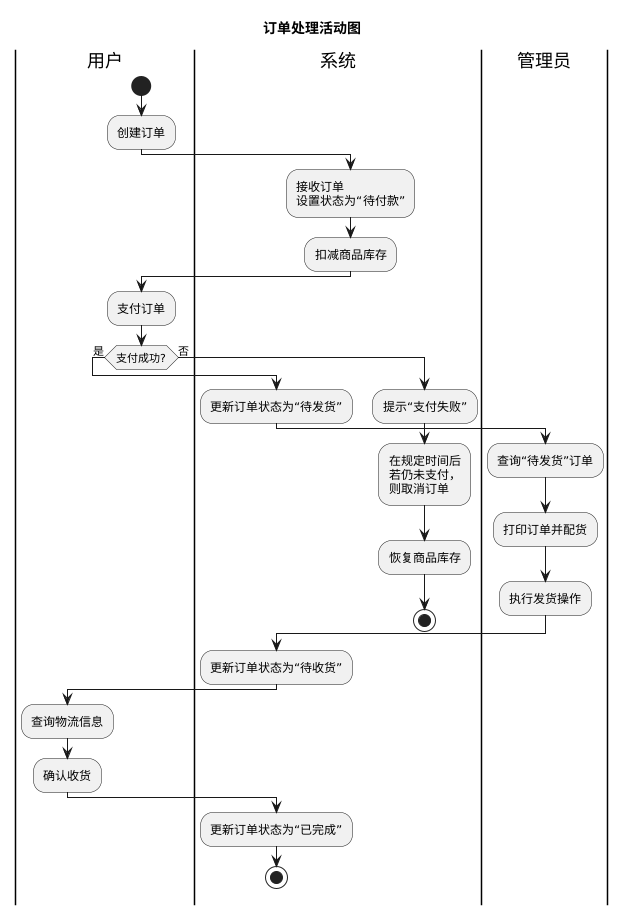 订单处理活动图
用户
系统
管理员
创建订单
接收订单
设置状态为“待付款”
扣减商品库存
支付订单
是
支付成功?
否
更新订单状态为“待发货”
提示“支付失败”
查询“待发货”订单
在规定时间后
若仍未支付，
则取消订单
打印订单并配货
恢复商品库存
执行发货操作
更新订单状态为“待收货”
查询物流信息
确认收货
更新订单状态为“已完成”